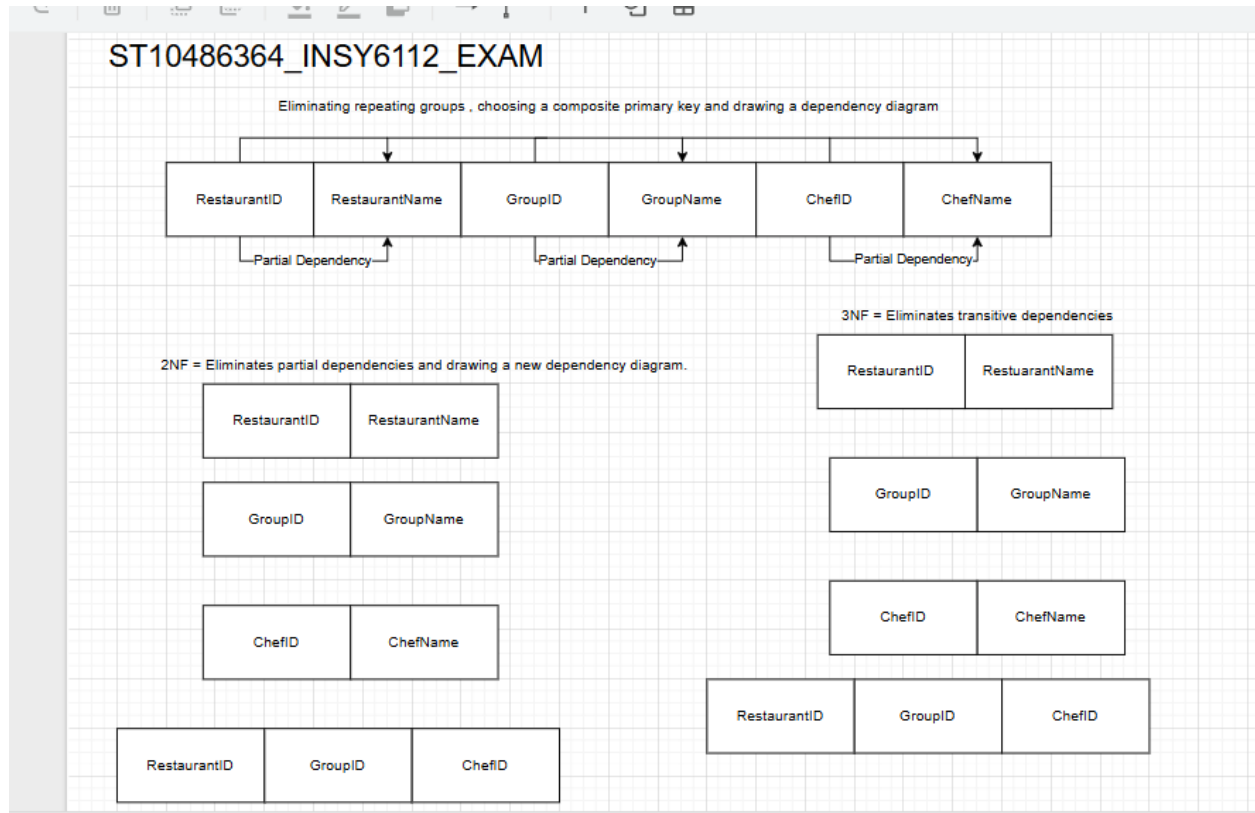 ST10486364_INSY6112_EXAM
Eliminating repeating groups , choosing a composite primary key and drawing a dependency diagram
RestaurantID RestaurantName GroupID GroupName ChefID ChefName
Partial Dependency Partial Dependency Partial Dependency
2NF = Eliminates partial dependencies and drawing a new dependency diagram.
RestaurantID RestaurantName
GroupID GroupName
ChefID ChefName
RestaurantID GroupID ChefID
3NF = Eliminates transitive dependencies
RestaurantID RestuarantName
GroupID GroupName
ChefID ChefName
RestaurantID GroupID ChefID